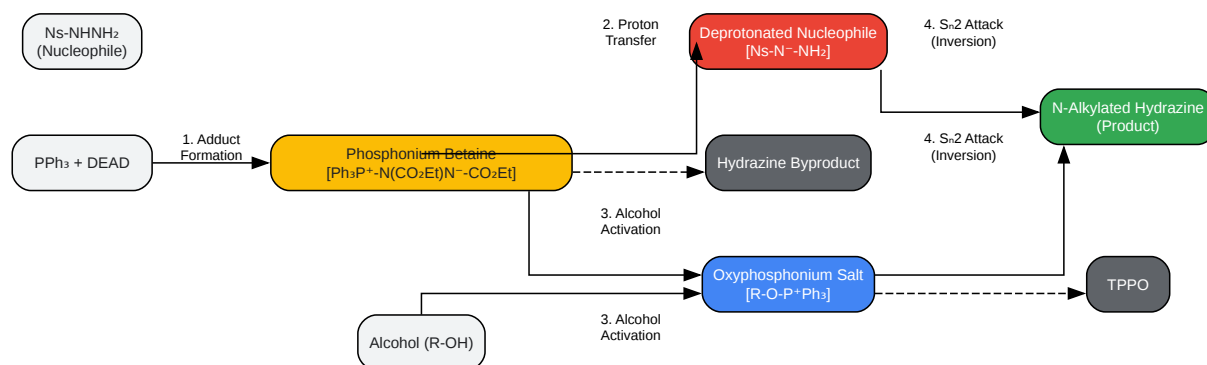 Ns-NHNH₂
(Nucleophile)
2. Proton
Transfer
Deprotonated Nucleophile
[Ns-N⁻-NH₂]
4. Sₙ2 Attack
(Inversion)
N-Alkylated Hydrazine
(Product)
PPh₃ + DEAD
1. Adduct
Formation
Phosphonium Betaine
[Ph₃P⁺-N(CO₂Et)N⁻-CO₂Et]
Hydrazine Byproduct
4. Sₙ2 Attack
(Inversion)
3. Alcohol
Activation
Oxyphosphonium Salt
[R-O-P⁺Ph₃]
TPPO
3. Alcohol
Activation
Alcohol (R-OH)